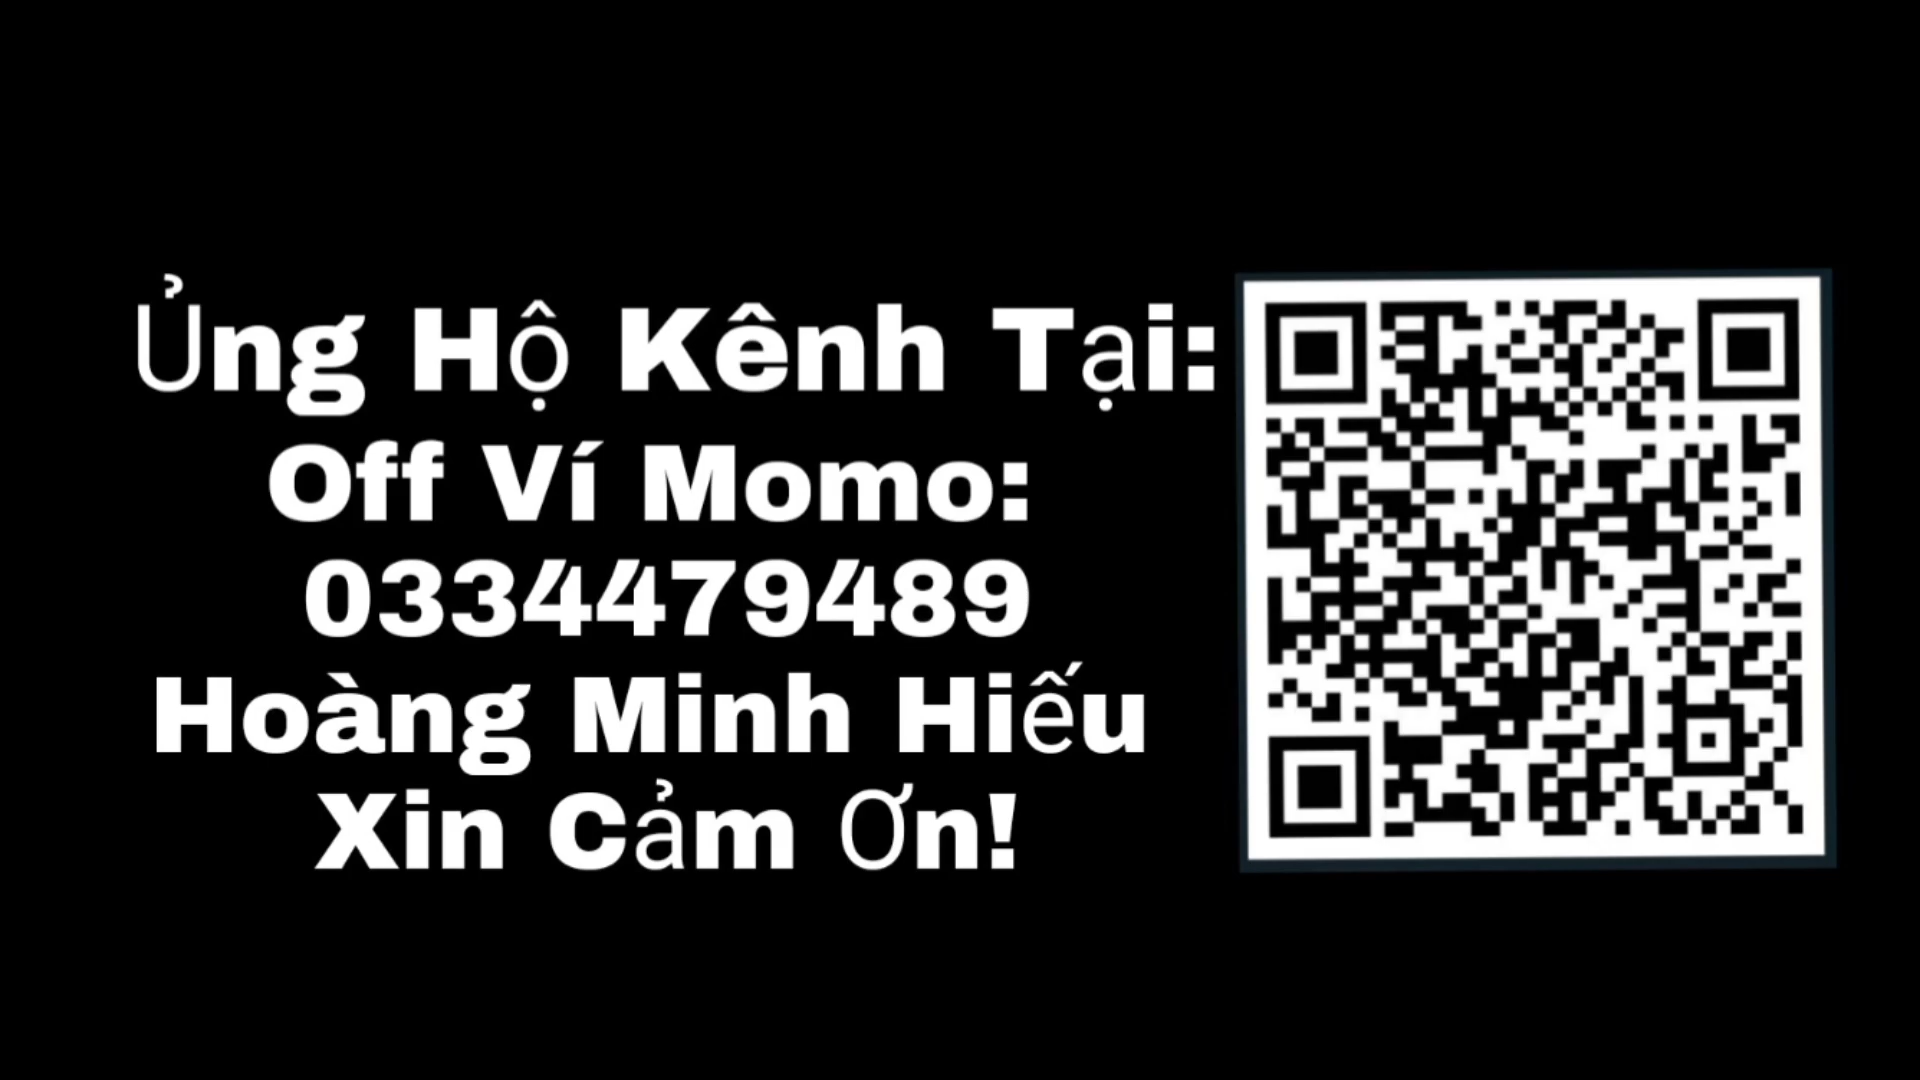 Ủng Hộ Kênh Tại:
Off Ví Momo:
0334479489
Hoàng Minh Hiếu
Xin Cảm Ơn!